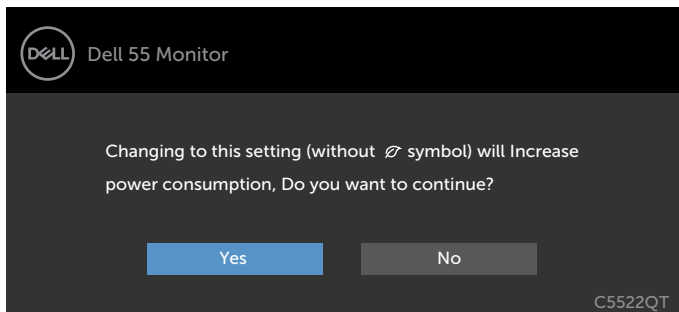 DELL
Dell 55 Monitor
Changing to this setting (without symbol) will Increase
power consumption, Do you want to continue?
Yes
No
C5522QT